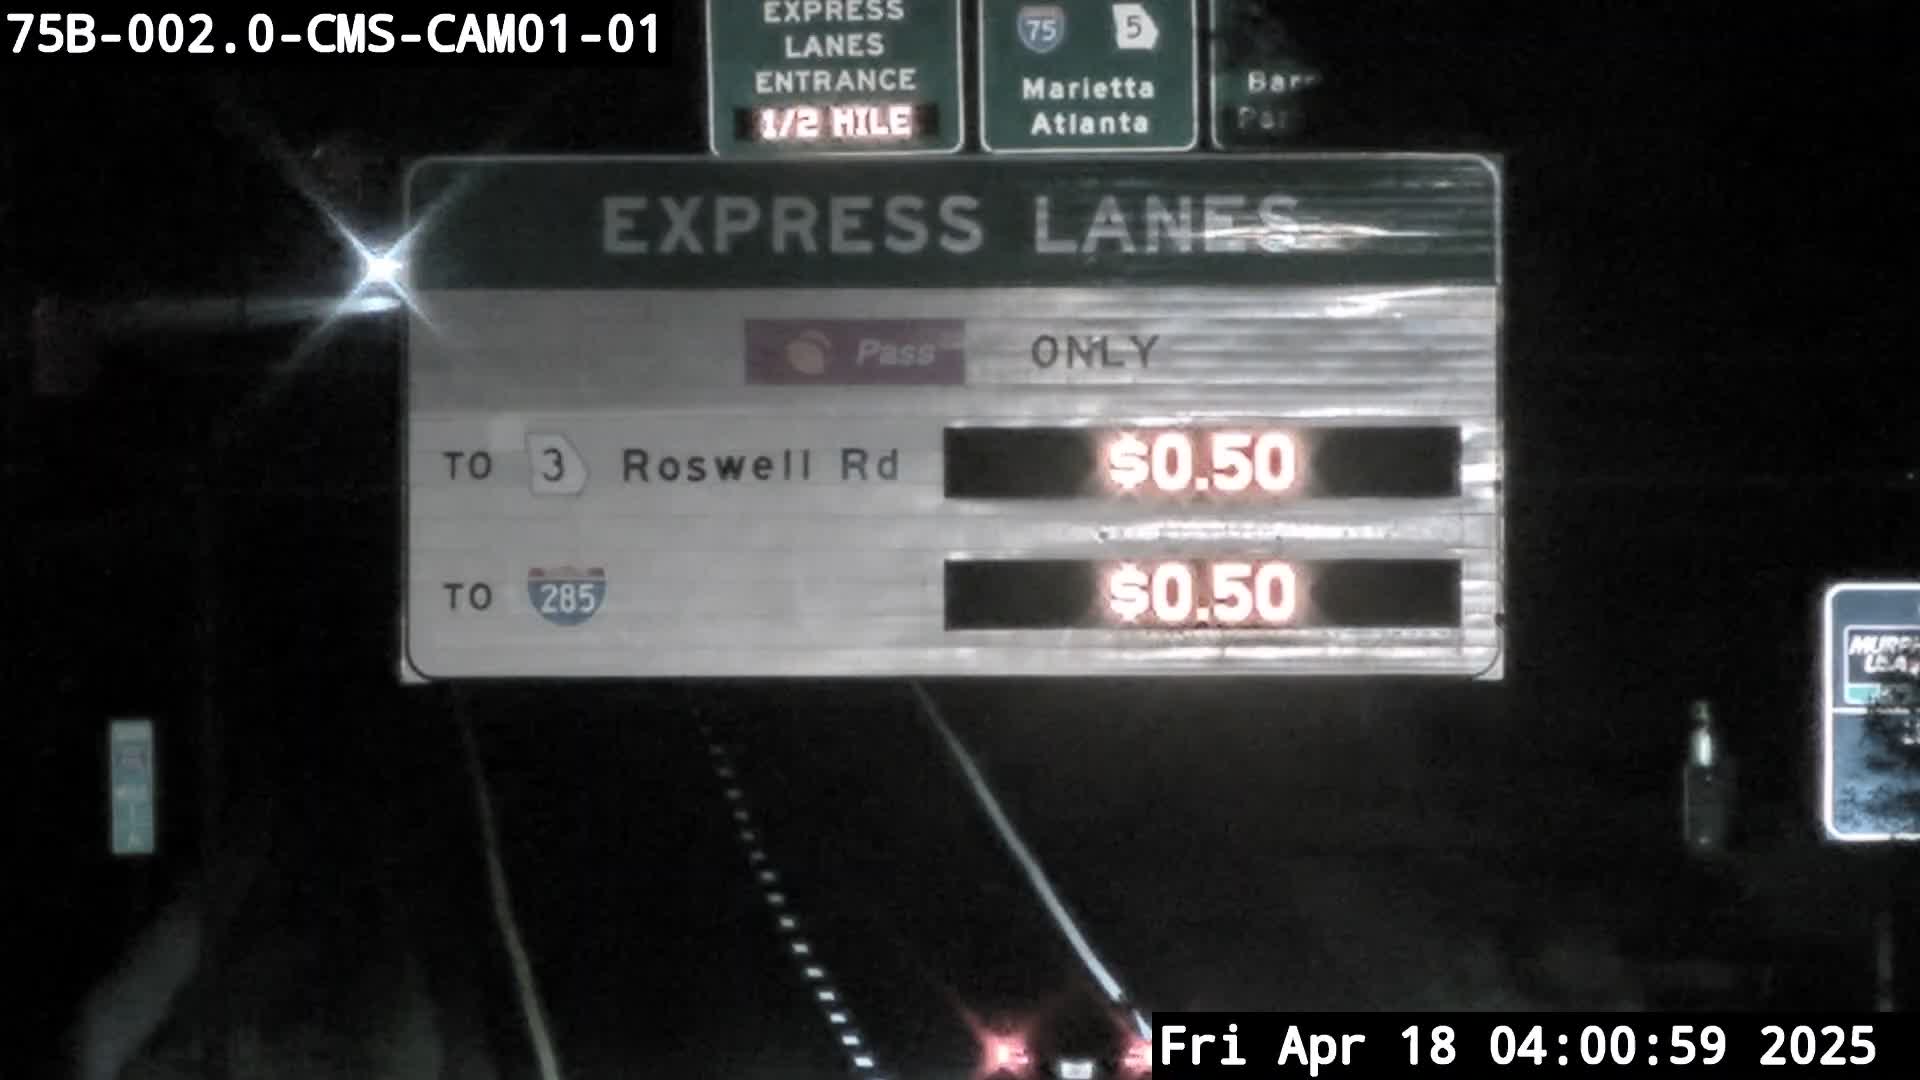 75B-002.0-CMS-CAM01-01
EXPRESS
LANES
ENTRANCE
1/2 MILE
75 5
Marietta
Atlanta
EXPRESS LANES
Pass ONLY
TO 3 Roswell Rd $0.50
TO 285 $0.50
Fri Apr 18 04:00:59 2025